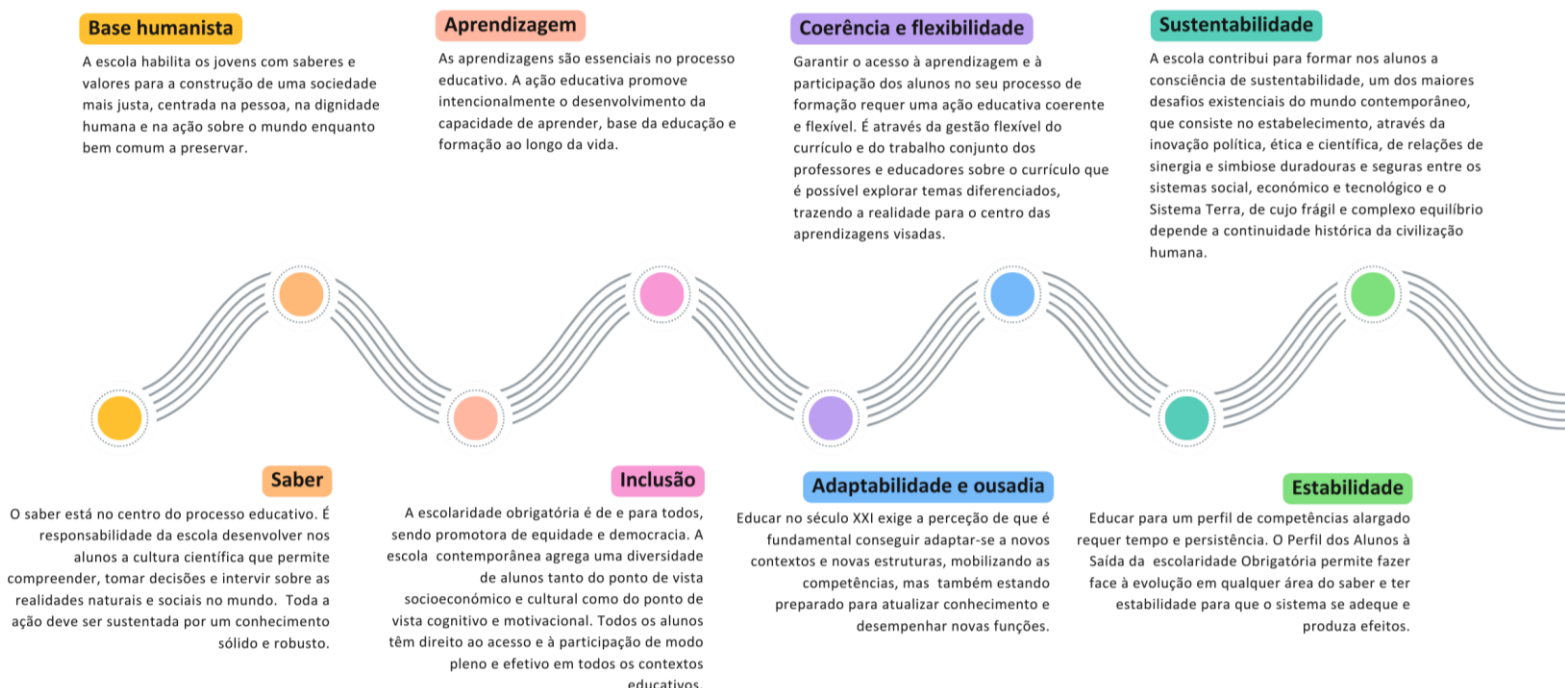 Base humanista
A escola habilita os jovens com saberes e
valores para a construção de uma sociedade
mais justa, centrada na pessoa, na dignidade
humana e na ação sobre o mundo enquanto
bem comum a preservar.
Aprendizagem
As aprendizagens são essenciais no processo
educativo. A ação educativa promove
intencionalmente o desenvolvimento da
capacidade de aprender, base da educação e
formação ao longo da vida.
Coerência e flexibilidade
Garantir o acesso à aprendizagem e à
participação dos alunos no seu processo de
formação requer uma ação educativa coerente
e flexível. É através da gestão flexível do
currículo e do trabalho conjunto dos
professores e educadores sobre o currículo que
é possível explorar temas diferenciados,
trazendo a realidade para o centro das
aprendizagens visadas.
Sustentabilidade
A escola contribui para formar nos alunos a
consciência de sustentabilidade, um dos maiores
desafios existenciais do mundo contemporâneo,
que consiste no estabelecimento, através da
inovação política, ética e científica, de relações de
sinergia e simbiose duradouras e seguras entre os
sistemas social, económico e tecnológico e o
Sistema Terra, de cujo frágil e complexo equilíbrio
depende a continuidade histórica da civilização
humana.
Saber
O saber está no centro do processo educativo. É
responsabilidade da escola desenvolver nos
alunos a cultura científica que permite
compreender, tomar decisões e intervir sobre as
realidades naturais e sociais no mundo. Toda a
ação deve ser sustentada por um conhecimento
sólido e robusto.
Inclusão
A escolaridade obrigatória é de e para todos,
sendo promotora de equidade e democracia. A
escola contemporânea agrega uma diversidade
de alunos tanto do ponto de vista
socioeconómico e cultural como do ponto de
vista cognitivo e motivacional. Todos os alunos
têm direito ao acesso e à participação de modo
pleno e efetivo em todos os contextos
educativos.
Adaptabilidade e ousadia
Educar no século XXI exige a perceção de que é
fundamental conseguir adaptar-se a novos
contextos e novas estruturas, mobilizando as
competências, mas também estando
preparado para atualizar conhecimento e
desempenhar novas funções.
Estabilidade
Educar para um perfil de competências alargado
requer tempo e persistência. O Perfil dos Alunos à
Saída da escolaridade Obrigatória permite fazer
face à evolução em qualquer área do saber e ter
estabilidade para que o sistema se adeque e
produza efeitos.